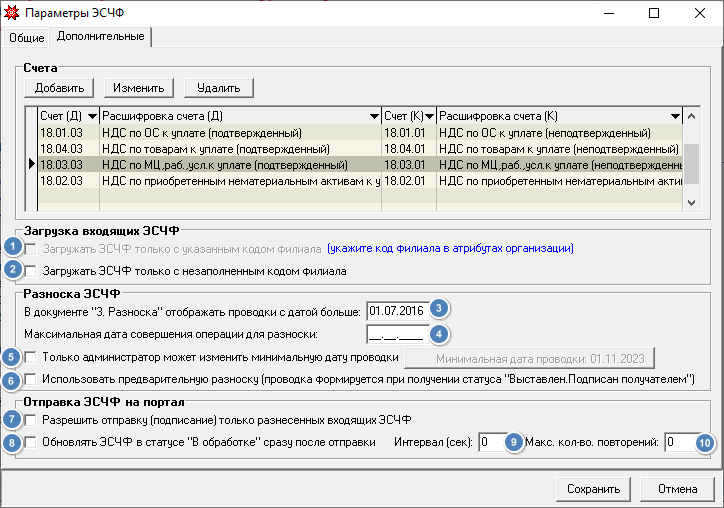 Параметры ЭСЧФ
Общие Дополнительные
Счета
Добавить Изменить Удалить
Счет (Д) Расшифровка счета (Д) Счет (К) Расшифровка счета (К)
18.01.03 НДС по ОС к уплате (подтвержденный) 18.01.01 НДС по ОС к уплате (неподтвержденный)
18.04.03 НДС по товарам к уплате (подтвержденный) 18.04.01 НДС по товарам к уплате (неподтвержденный)
18.03.03 НДС по МЦ,раб.,усл.к уплате (подтвержденный) 18.03.01 НДС по МЦ,раб.,усл.к уплате (неподтвержденнь
18.02.03 НДС по приобретенным нематериальным активам к у 18.02.01 НДС по приобретенным нематериальным актив
Загрузка входящих ЭСЧФ
1 Загружать ЭСЧФ только с указанным кодом филиала (укажите код филиала в атрибутах организации)
2 Загружать ЭСЧФ только с незаполненным кодом филиала
Разноска ЭСЧФ
В документе "3. Разноска" отображать проводки с датой больше: 01.07.2016 3
Максимальная дата совершения операции для разноски: __.__.____ 4
5 Только администратор может изменить минимальную дату проводки Минимальная дата проводки: 01.11.2023
6 Использовать предварительную разноску (проводка формируется при получении статуса "Выставлен.Подписан получателем")
Отправка ЭСЧФ на портал
7 Разрешить отправку (подписание) только разнесенных входящих ЭСЧФ
8 Обновлять ЭСЧФ в статусе "В обработке" сразу после отправки Интервал (сек): 0 9 Макс. кол-во. повторений: 0 10
Сохранить Отмена